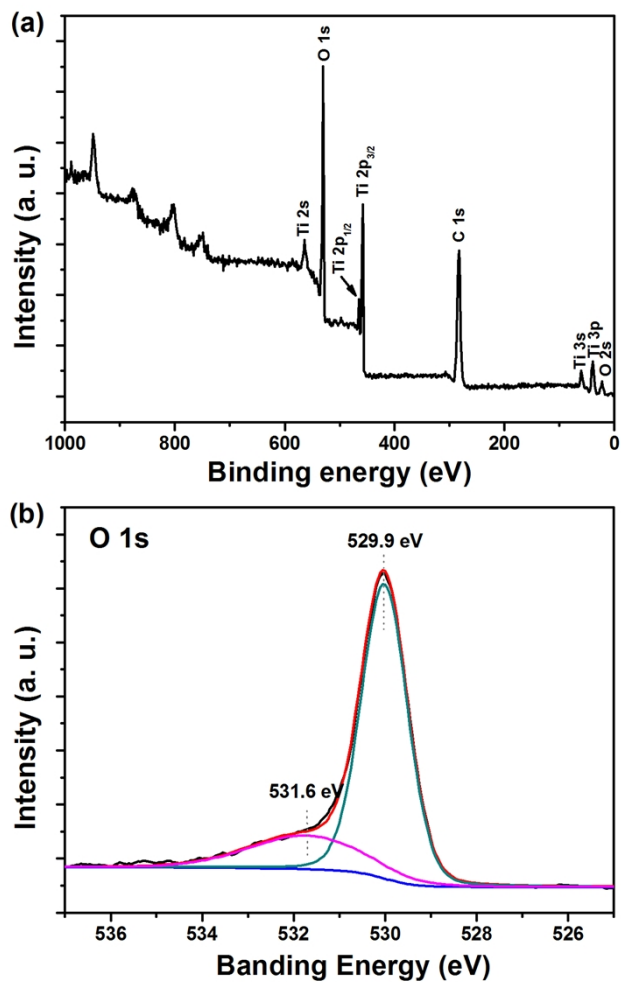 (a)
Intensity (a. u.)
Ti 2s
O 1s
Ti 2p1/2
Ti 2p3/2
C 1s
Ti 3s
Ti 3p
O 2s
1000 800 600 400 200 0
Binding energy (eV)
(b)
O 1s
529.9 eV
531.6 eV
Intensity (a. u.)
536 534 532 530 528 526
Banding Energy (eV)